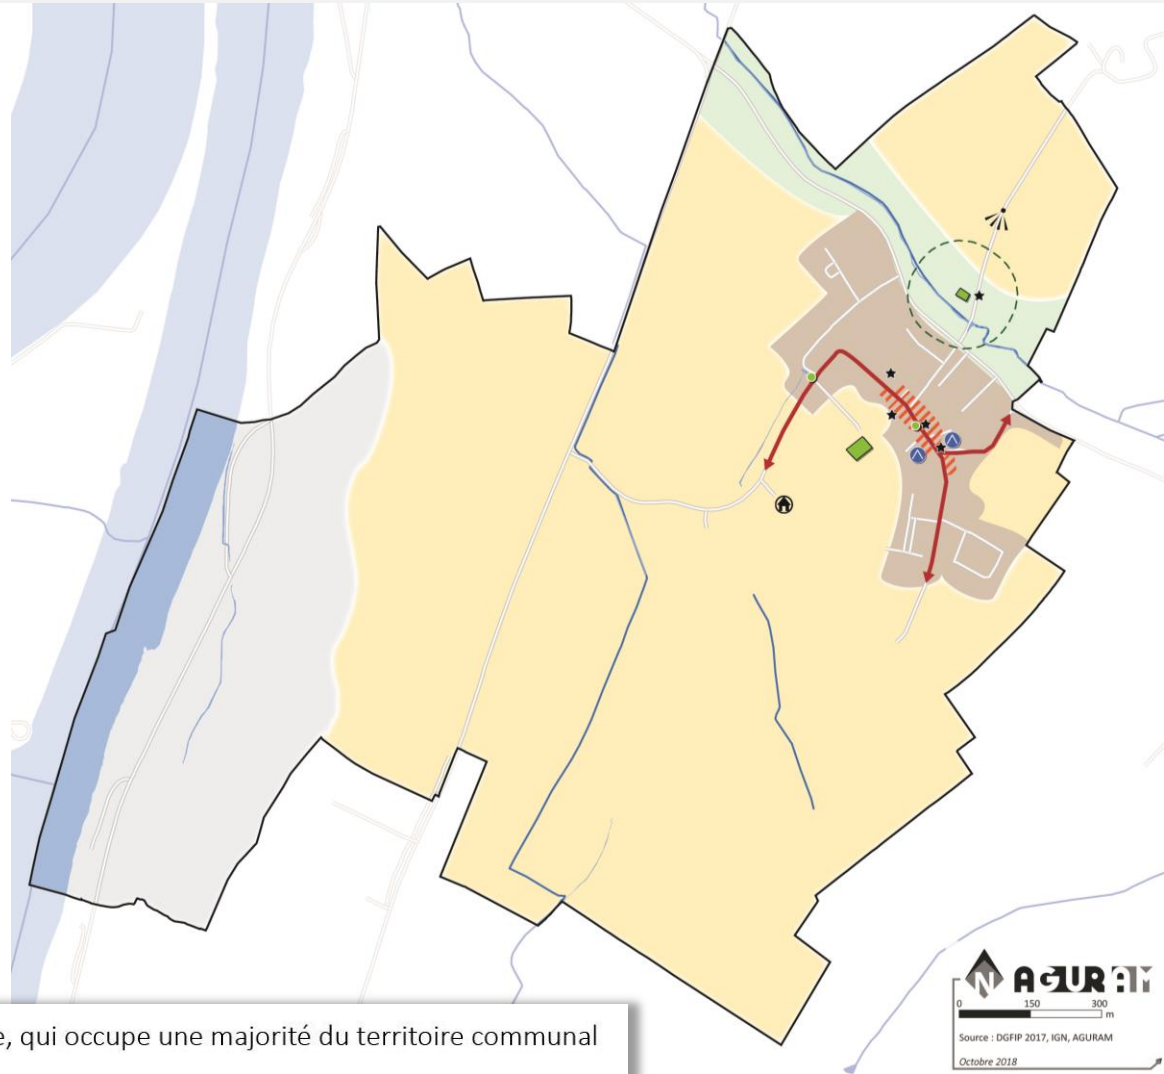 N AGURAM
0 150 300
m
Source : DGFIP 2017, IGN, AGURAM
Octobre 2018
e, qui occupe une majorité du territoire communal